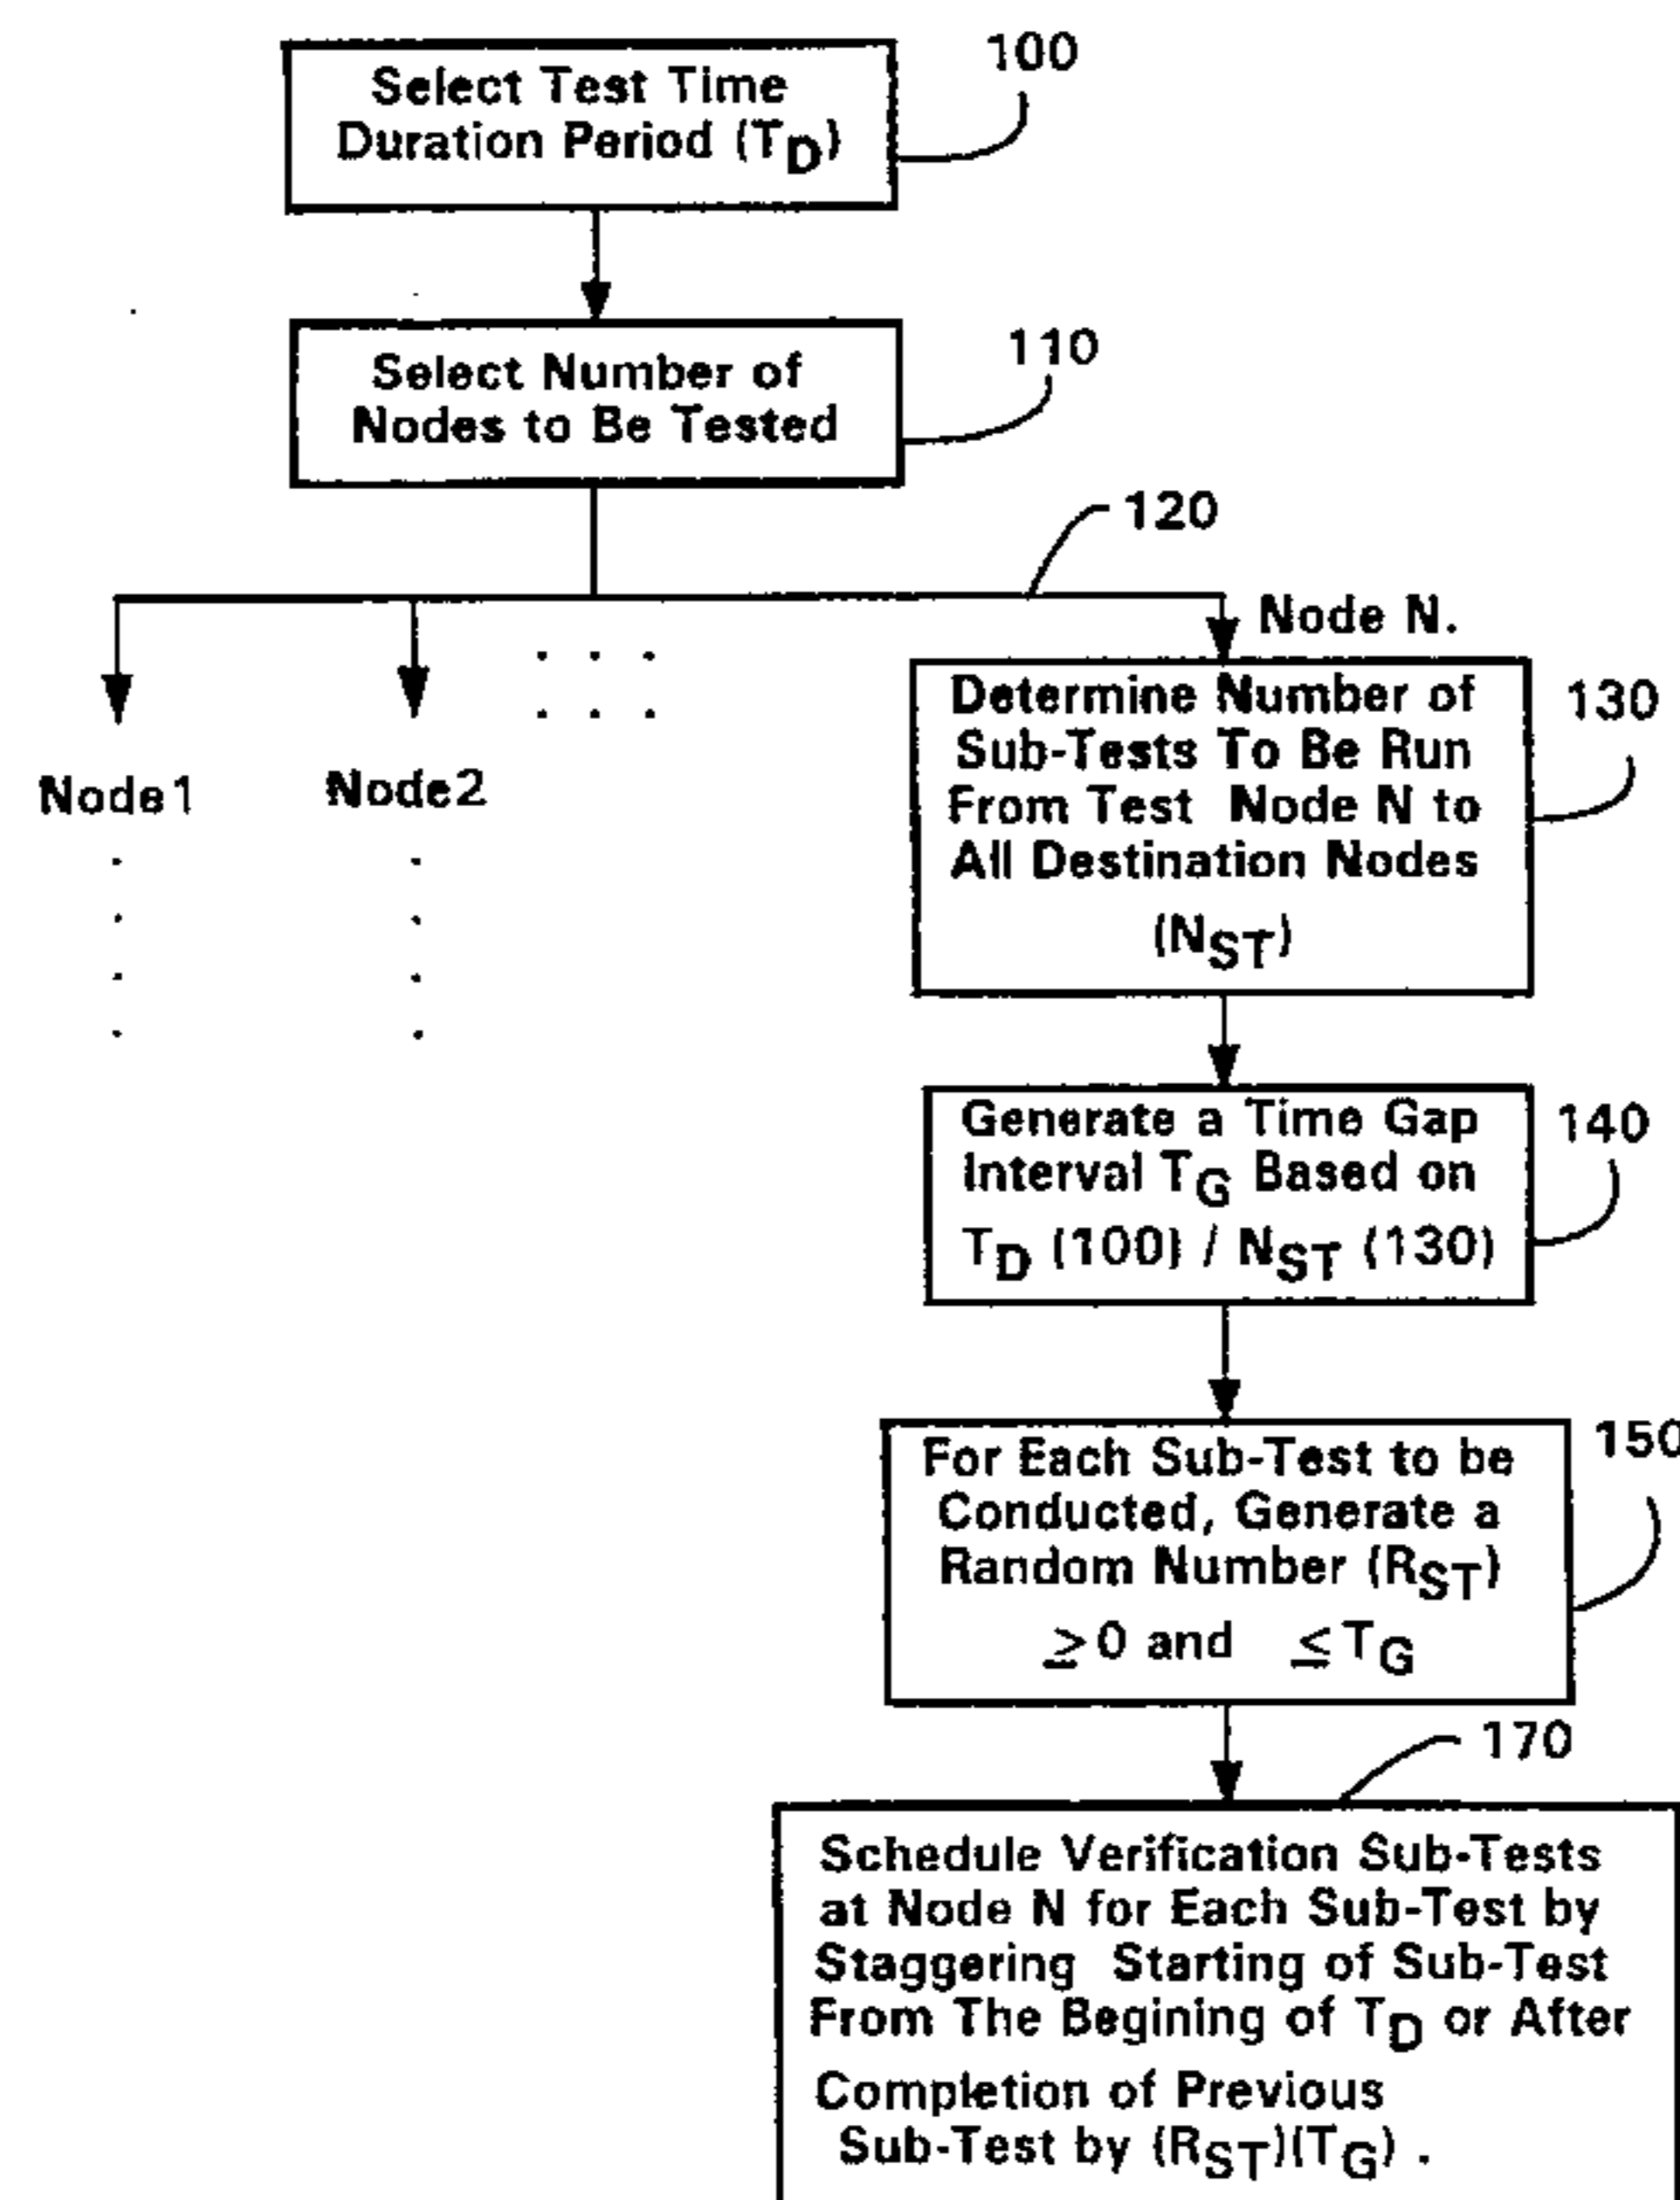 100
Select Test Time
Duration Period (TD)
110
Select Number of
Nodes to Be Tested
120
Node N.
Node1
Node2
Determine Number of
Sub-Tests To Be Run
From Test Node N to
All Destination Nodes
(NST)
130
Generate a Time Gap
Interval TG Based on
TD (100) / NST (130)
140
For Each Sub-Test to be
Conducted, Generate a
Random Number (RST)
≥0 and ≤TG
150
170
Schedule Verification Sub-Tests
at Node N for Each Sub-Test by
Staggering Starting of Sub-Test
From The Begining of TD or After
Completion of Previous
Sub-Test by (RST)(TG) .